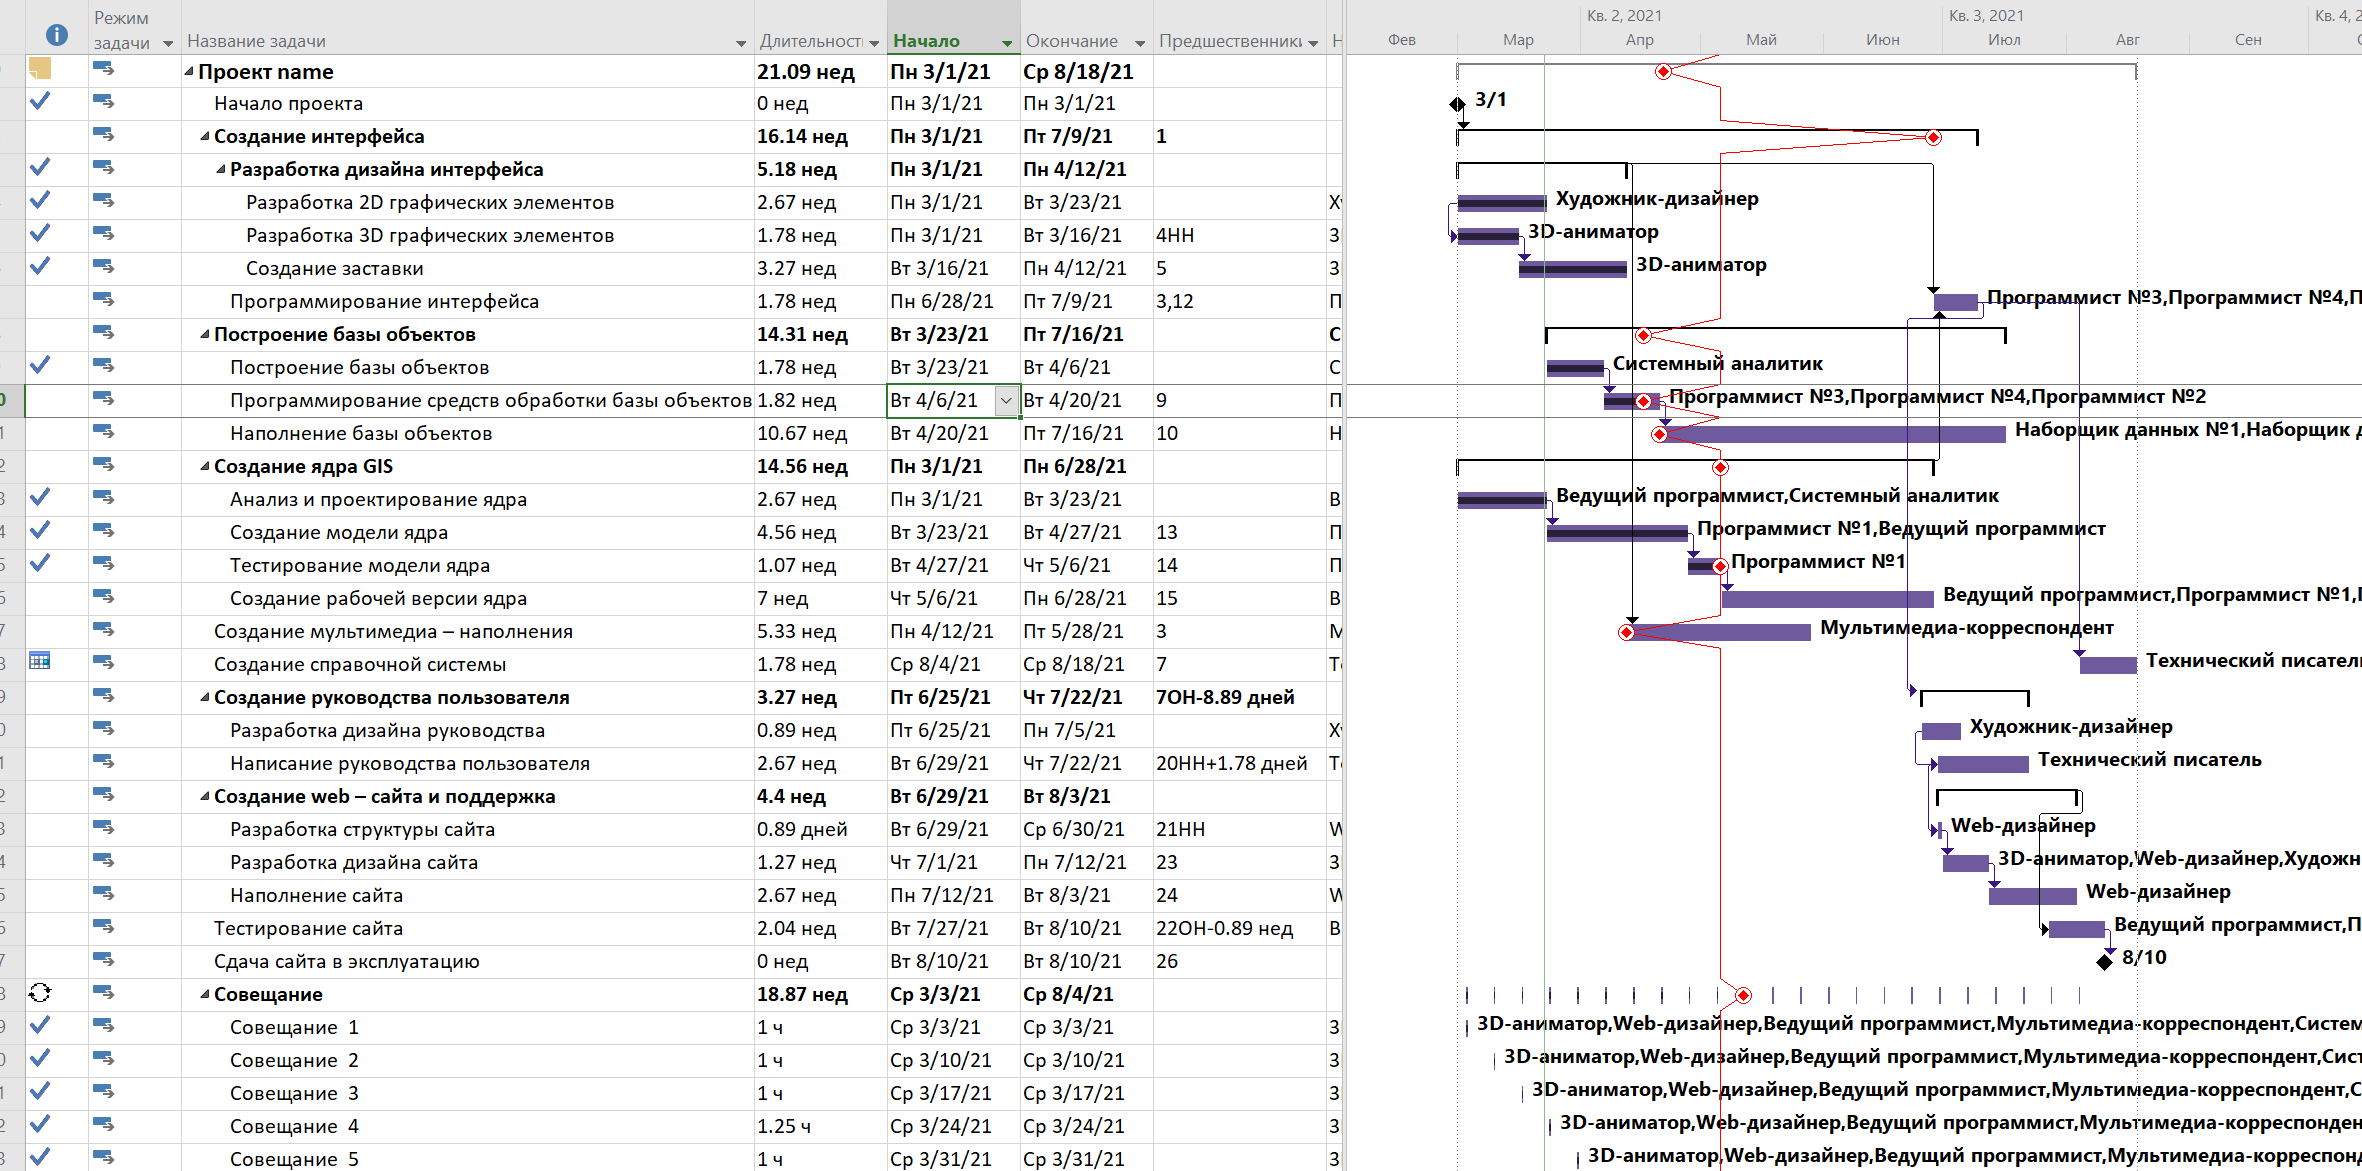 Режим задачи Название задачи Длительност Начало Окончание Предшественники Н
Кв. 2, 2021 Кв. 3, 2021 Кв. 4, 2
Фев Мар Апр Май Июн Июл Авг Сен
Проект name 21.09 нед Пн 3/1/21 Ср 8/18/21
Начало проекта 0 нед Пн 3/1/21 Пн 3/1/21 3/1
Создание интерфейса 16.14 нед Пн 3/1/21 Пт 7/9/21 1
Разработка дизайна интерфейса 5.18 нед Пн 3/1/21 Пн 4/12/21
Разработка 2D графических элементов 2.67 нед Пн 3/1/21 Вт 3/23/21 Ху Художник-дизайнер
Разработка 3D графических элементов 1.78 нед Пн 3/1/21 Вт 3/16/21 4НН 3 3D-аниматор
Создание заставки 3.27 нед Вт 3/16/21 Пн 4/12/21 5 3 3D-аниматор
Программирование интерфейса 1.78 нед Пн 6/28/21 Пт 7/9/21 3,12 П Программист №3,Программист №4,П
Построение базы объектов 14.31 нед Вт 3/23/21 Пт 7/16/21 С
Построение базы объектов 1.78 нед Вт 3/23/21 Вт 4/6/21 С Системный аналитик
0 Программирование средств обработки базы объектов 1.82 нед Вт 4/6/21 Вт 4/20/21 9 П Программист №3,Программист №4,Программист №2
1 Наполнение базы объектов 10.67 нед Вт 4/20/21 Пт 7/16/21 10 Н Наборщик данных №1,Наборщик д
2 Создание ядра GIS 14.56 нед Пн 3/1/21 Пн 6/28/21
3 Анализ и проектирование ядра 2.67 нед Пн 3/1/21 Вт 3/23/21 В Ведущий программист,Системный аналитик
4 Создание модели ядра 4.56 нед Вт 3/23/21 Вт 4/27/21 13 П Программист №1,Ведущий программист
5 Тестирование модели ядра 1.07 нед Вт 4/27/21 Чт 5/6/21 14 П Программист №1
6 Создание рабочей версии ядра 7 нед Чт 5/6/21 Пн 6/28/21 15 В Ведущий программист,Программист №1,
7 Создание мультимедиа – наполнения 5.33 нед Пн 4/12/21 Пт 5/28/21 3 М Мультимедиа-корреспондент
8 Создание справочной системы 1.78 нед Ср 8/4/21 Ср 8/18/21 7 Те Технический писатель
9 Создание руководства пользователя 3.27 нед Пт 6/25/21 Чт 7/22/21 7ОН-8.89 дней
0 Разработка дизайна руководства 0.89 нед Пт 6/25/21 Пн 7/5/21 Ху Художник-дизайнер
1 Написание руководства пользователя 2.67 нед Вт 6/29/21 Чт 7/22/21 20НН+1.78 дней Те Технический писатель
2 Создание web – сайта и поддержка 4.4 нед Вт 6/29/21 Вт 8/3/21
3 Разработка структуры сайта 0.89 дней Вт 6/29/21 Ср 6/30/21 21НН W Web-дизайнер
4 Разработка дизайна сайта 1.27 нед Чт 7/1/21 Пн 7/12/21 23 3 3D-аниматор,Web-дизайнер,Художн
5 Наполнение сайта 2.67 нед Пн 7/12/21 Вт 8/3/21 24 W Web-дизайнер
6 Тестирование сайта 2.04 нед Вт 7/27/21 Вт 8/10/21 22ОН-0.89 нед В Ведущий программист,П
7 Сдача сайта в эксплуатацию 0 нед Вт 8/10/21 Вт 8/10/21 26 8/10
8 Совещание 18.87 нед Ср 3/3/21 Ср 8/4/21
9 Совещание 1 1 ч Ср 3/3/21 Ср 3/3/21 3 3D-аниматор,Web-дизайнер,Ведущий программист,Мультимедиа-корреспондент,Систем
0 Совещание 2 1 ч Ср 3/10/21 Ср 3/10/21 3 3D-аниматор,Web-дизайнер,Ведущий программист,Мультимедиа-корреспондент,Сист
1 Совещание 3 1 ч Ср 3/17/21 Ср 3/17/21 3 3D-аниматор,Web-дизайнер,Ведущий программист,Мультимедиа-корреспондент,С
2 Совещание 4 1.25 ч Ср 3/24/21 Ср 3/24/21 3 3D-аниматор,Web-дизайнер,Ведущий программист,Мультимедиа-корреспонден
3 Совещание 5 1 ч Ср 3/31/21 Ср 3/31/21 3 3D-аниматор,Web-дизайнер,Ведущий программист,Мультимедиа-корреспонд